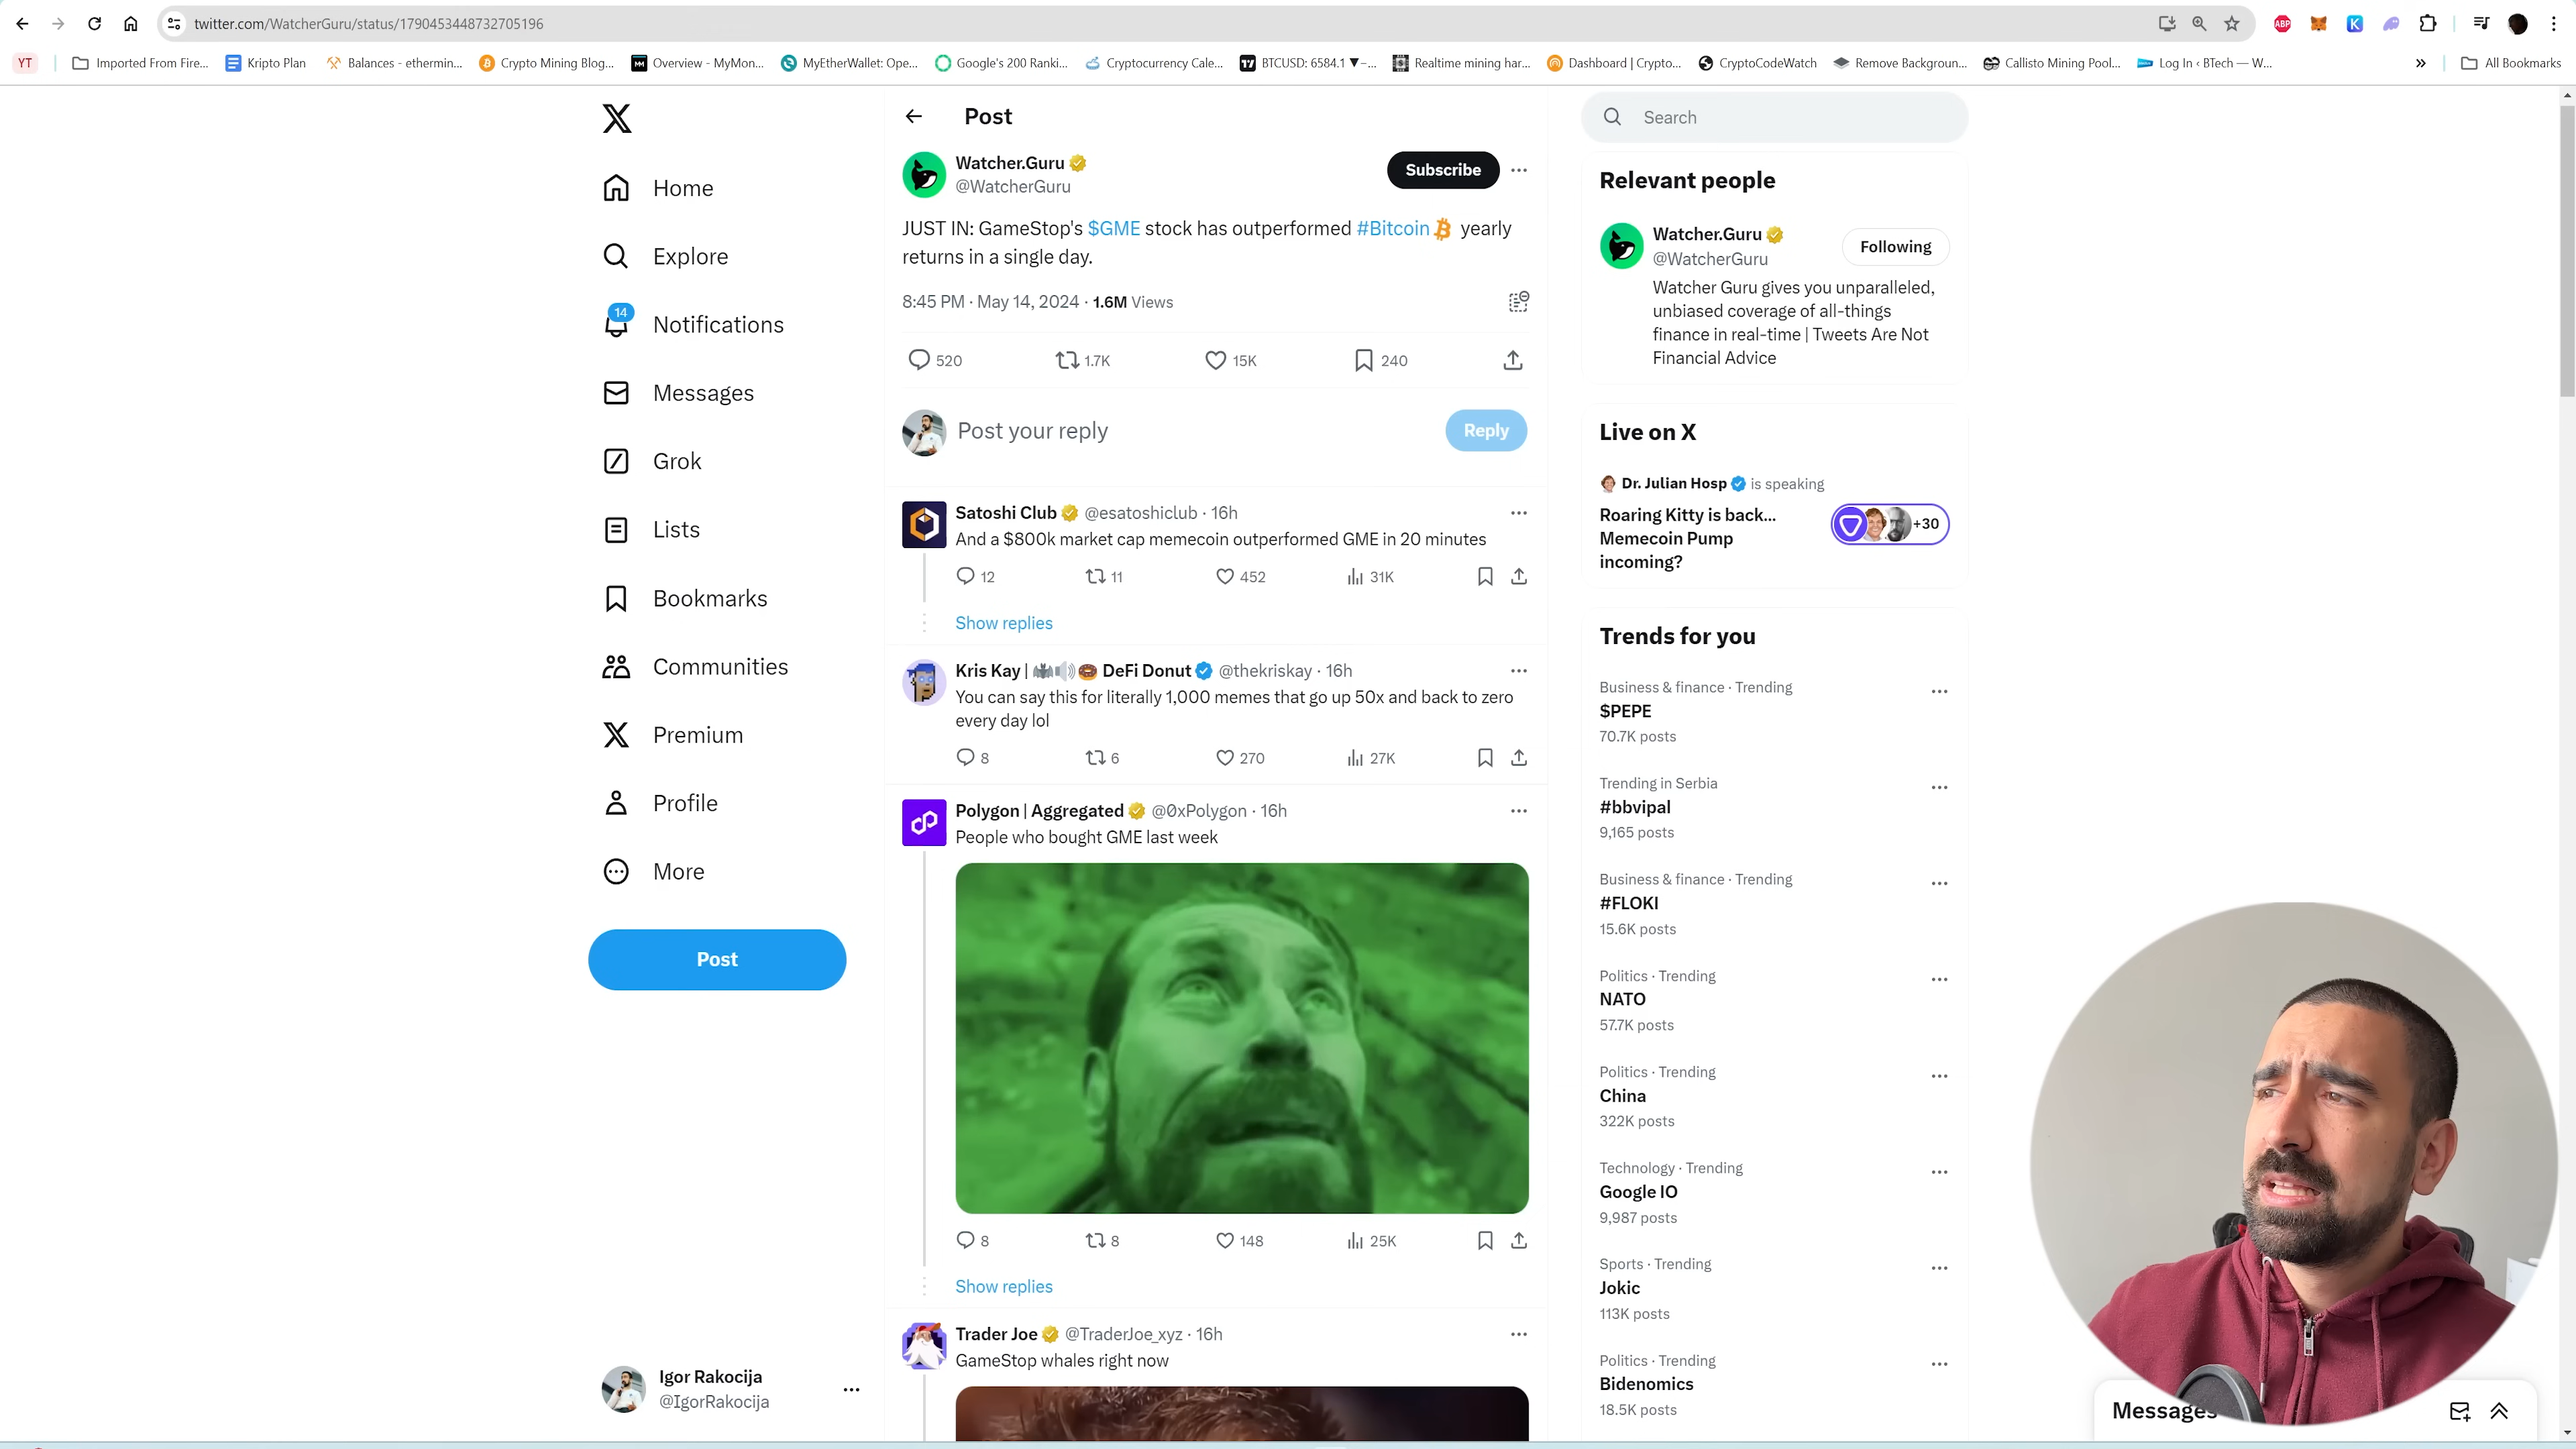 twitter.com/WatcherGuru/status/1790453448732705196
ABP
YT
Imported From Fire...
Kripto Plan
Balances - ethermin...
Crypto Mining Blog...
Overview - MyMon...
MyEtherWallet: Ope...
Google's 200 Ranki...
Cryptocurrency Cale...
BTCUSD: 6584.1 ▼−...
Realtime mining har...
Dashboard | Crypto...
CryptoCodeWatch
Remove Backgroun...
Callisto Mining Pool...
Log In ‹ BTech — W...
All Bookmarks
Home
Explore
14
Notifications
Messages
Grok
Lists
Bookmarks
Communities
Premium
Profile
More
Post
Igor Rakocija
@IgorRakocija
Post
Watcher.Guru
@WatcherGuru
Subscribe
JUST IN: GameStop's $GME stock has outperformed #Bitcoin yearly
returns in a single day.
8:45 PM · May 14, 2024 · 1.6M Views
520 1.7K 15K 240
Post your reply
Reply
Satoshi Club @esatoshiclub · 16h
And a $800k market cap memecoin outperformed GME in 20 minutes
12 11 452 31K
Show replies
Kris Kay | DeFi Donut @thekriskay · 16h
You can say this for literally 1,000 memes that go up 50x and back to zero
every day lol
8 6 270 27K
Polygon | Aggregated @0xPolygon · 16h
People who bought GME last week
8 8 148 25K
Show replies
Trader Joe @TraderJoe_xyz · 16h
GameStop whales right now
Search
Relevant people
Watcher.Guru
@WatcherGuru
Following
Watcher Guru gives you unparalleled,
unbiased coverage of all-things
finance in real-time | Tweets Are Not
Financial Advice
Live on X
Dr. Julian Hosp is speaking
Roaring Kitty is back...
Memecoin Pump
incoming?
+30
Trends for you
Business & finance · Trending
$PEPE
70.7K posts
Trending in Serbia
#bbvipal
9,165 posts
Business & finance · Trending
#FLOKI
15.6K posts
Politics · Trending
NATO
57.7K posts
Politics · Trending
China
322K posts
Technology · Trending
Google IO
9,987 posts
Sports · Trending
Jokic
113K posts
Politics · Trending
Bidenomics
18.5K posts
Messages